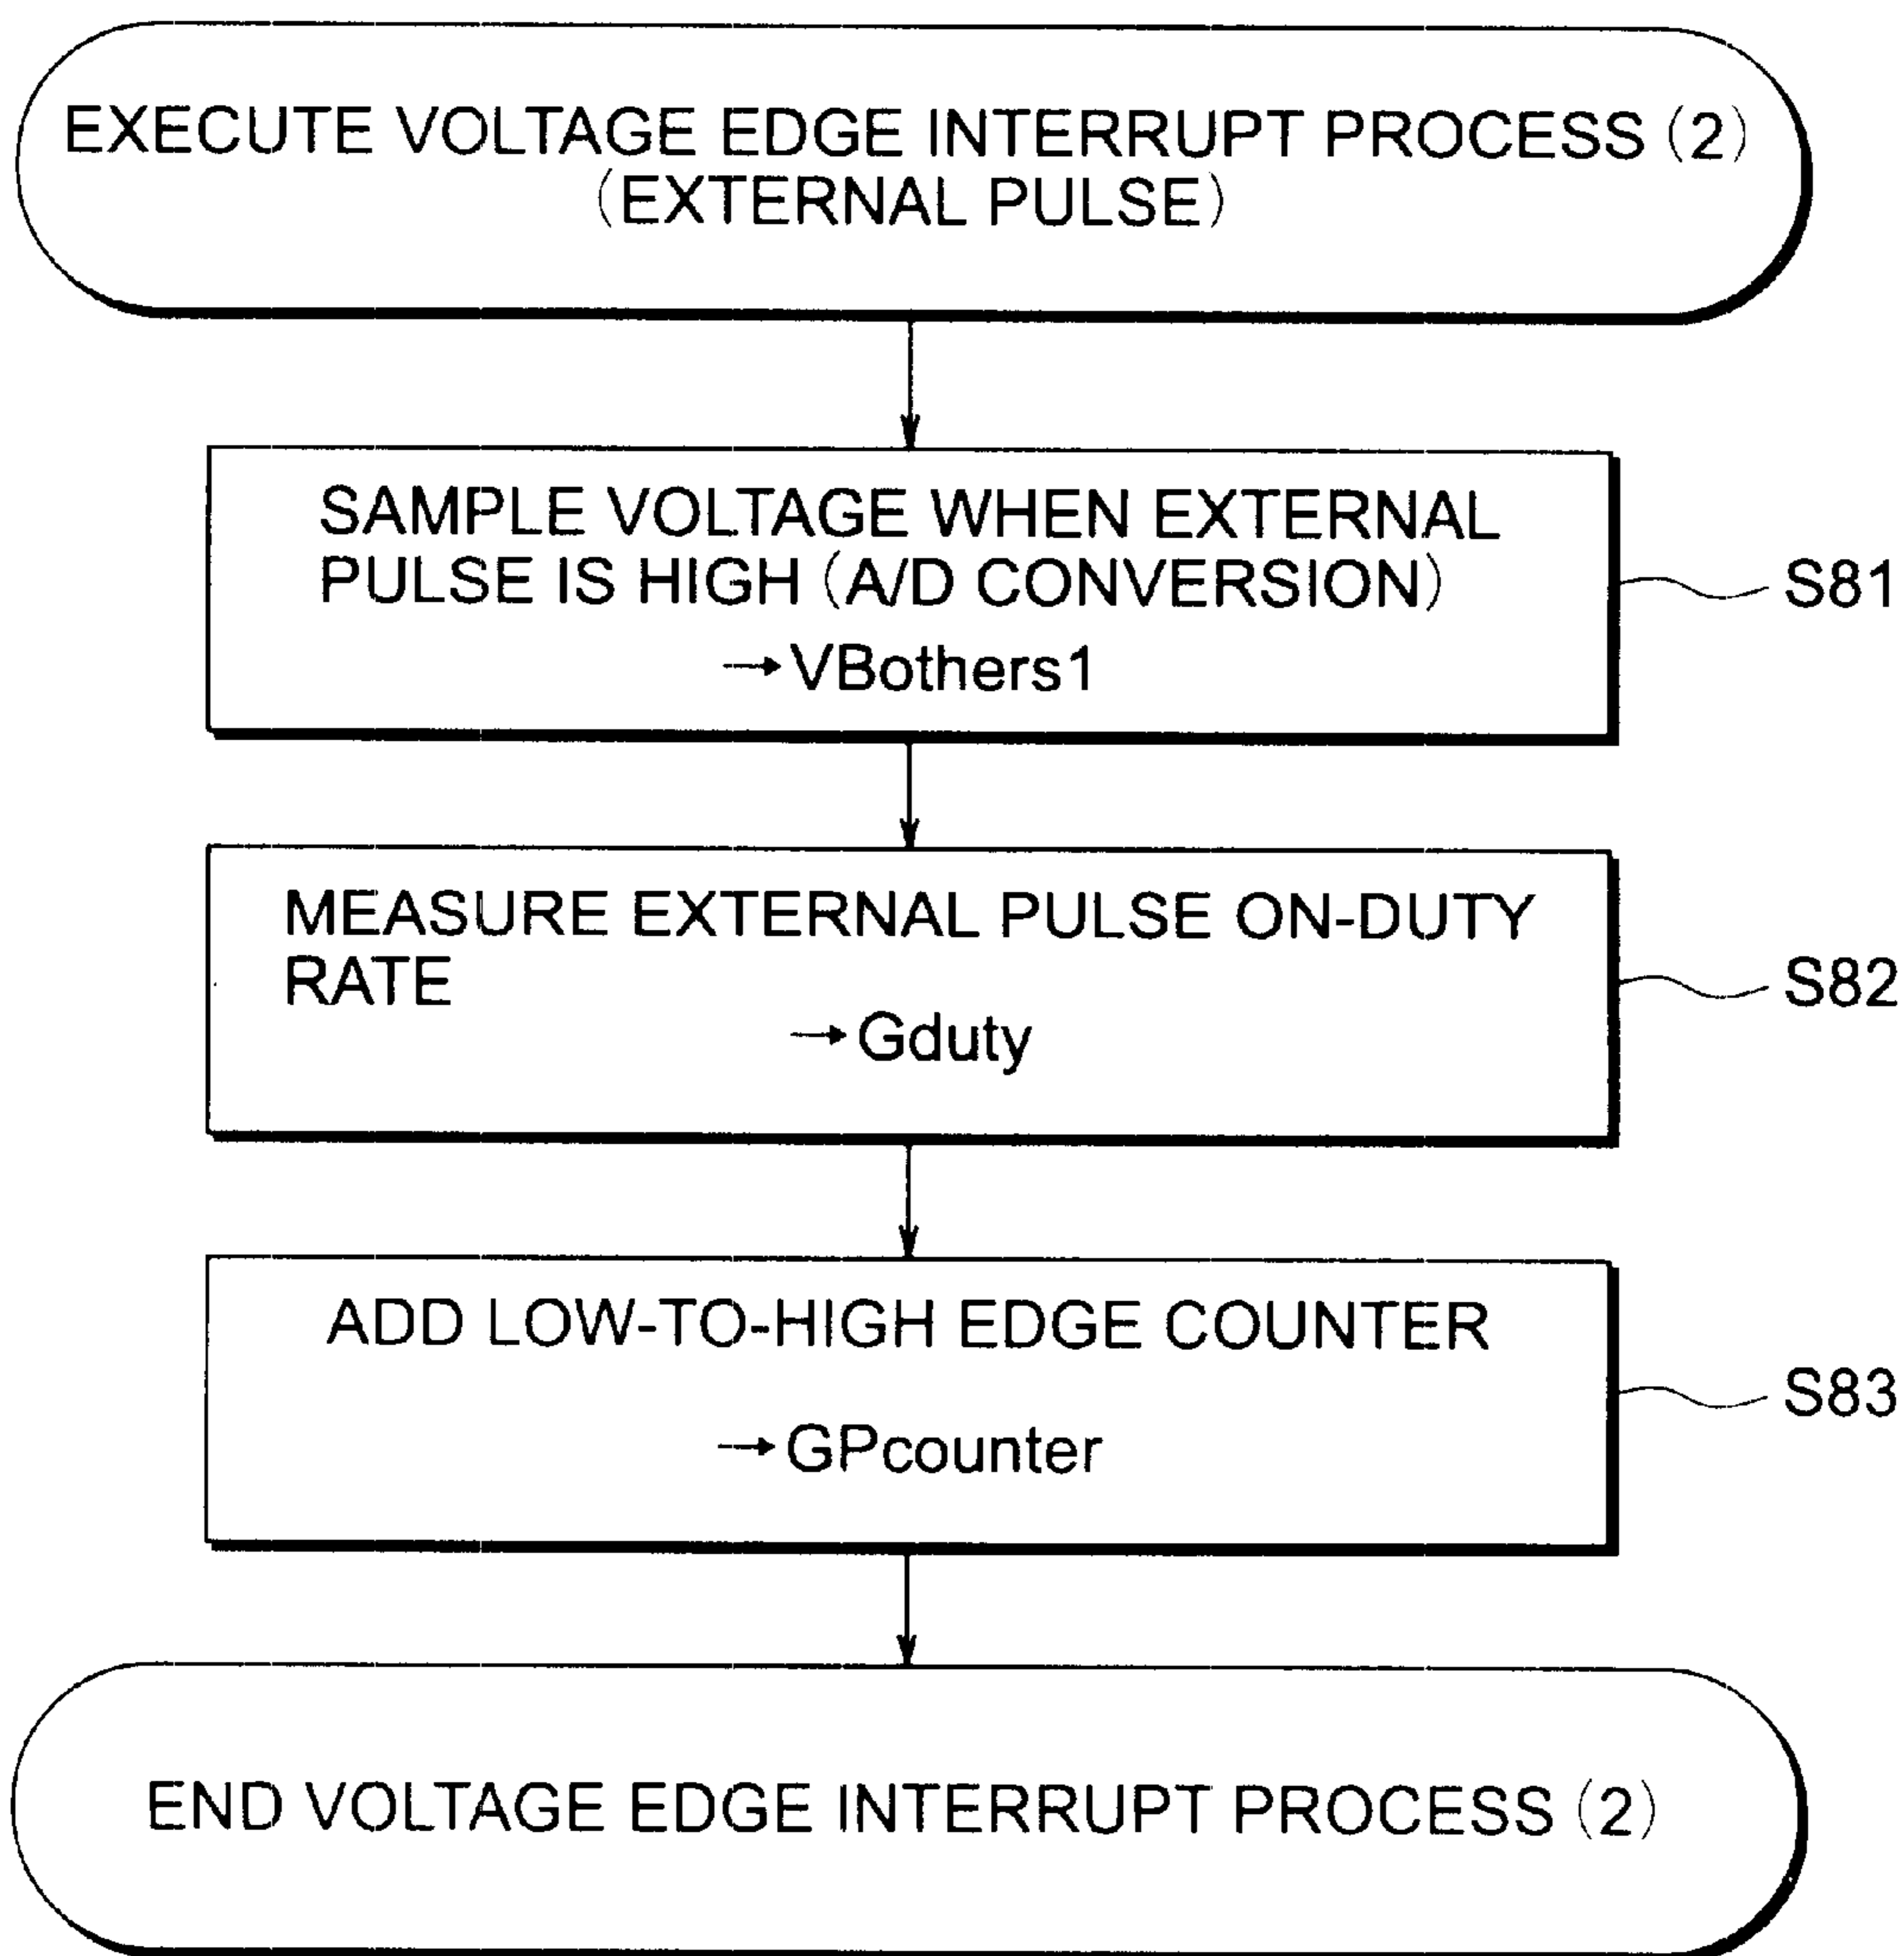 EXECUTE VOLTAGE EDGE INTERRUPT PROCESS (2)
(EXTERNAL PULSE)
SAMPLE VOLTAGE WHEN EXTERNAL
PULSE IS HIGH (A/D CONVERSION)
→VBothers1
S81
MEASURE EXTERNAL PULSE ON-DUTY
RATE
→Gduty
S82
ADD LOW-TO-HIGH EDGE COUNTER
→GPcounter
S83
END VOLTAGE EDGE INTERRUPT PROCESS (2)